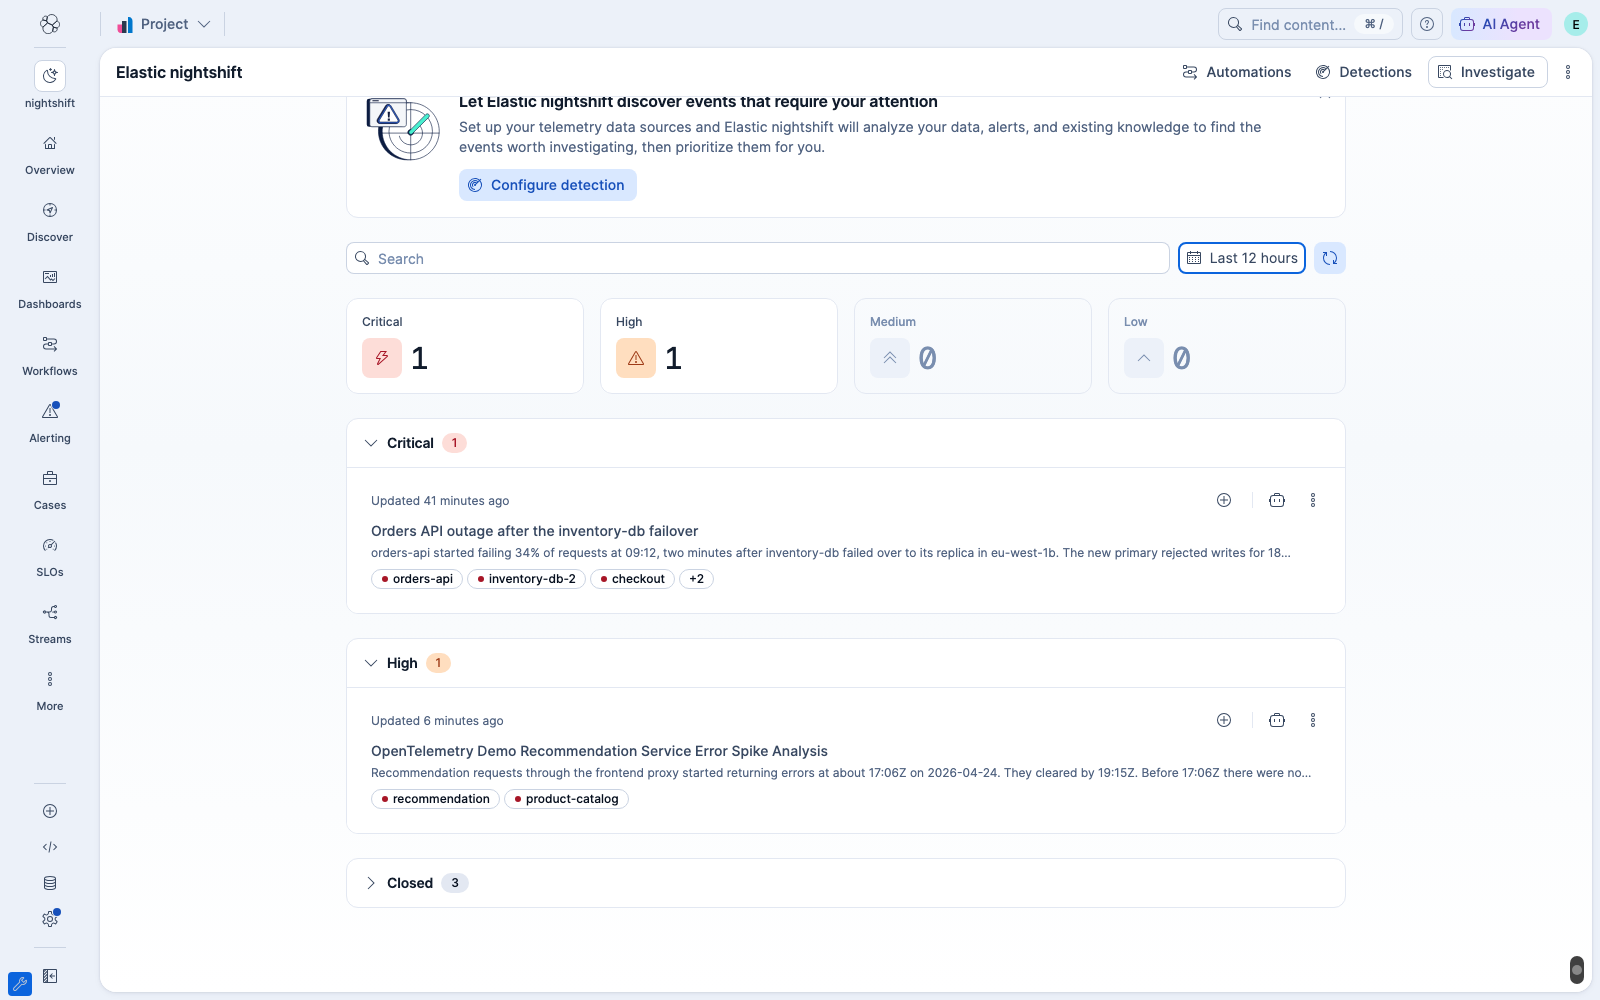 Project
Find content...
⌘ /
AI Agent
E
nightshift
Overview
Discover
Dashboards
Workflows
Alerting
Cases
SLOs
Streams
More
Elastic nightshift
Automations
Detections
Investigate
Let Elastic nightshift discover events that require your attention
Set up your telemetry data sources and Elastic nightshift will analyze your data, alerts, and existing knowledge to find the
events worth investigating, then prioritize them for you.
Configure detection
Search
Last 12 hours
Critical
1
High
1
Medium
0
Low
0
Critical 1
Updated 41 minutes ago
Orders API outage after the inventory-db failover
orders-api started failing 34% of requests at 09:12, two minutes after inventory-db failed over to its replica in eu-west-1b. The new primary rejected writes for 18...
orders-api inventory-db-2 checkout +2
High 1
Updated 6 minutes ago
OpenTelemetry Demo Recommendation Service Error Spike Analysis
Recommendation requests through the frontend proxy started returning errors at about 17:06Z on 2026-04-24. They cleared by 19:15Z. Before 17:06Z there were no...
recommendation product-catalog
Closed 3